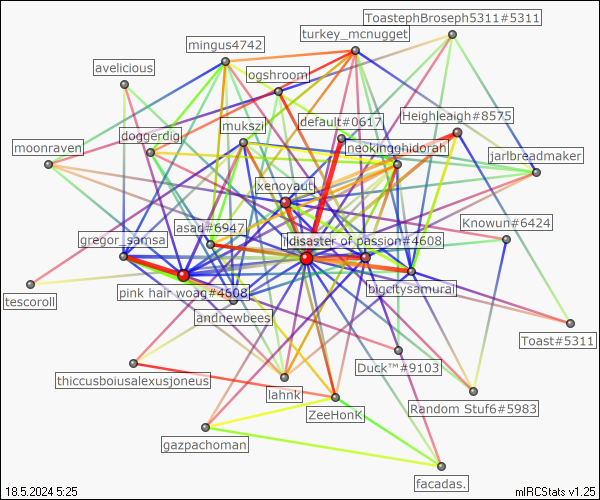 ToastephBroseph5311#5311
turkey_mcnugget
mingus4742
avelicious
ogshroom
default#0617
Heighleaigh#8575
mukszil
doggerdig
neokingghidorah
moonraven
jarlbreadmaker
xenoyaut
Knowun#6424
asad#6947
gregor_samsa
disaster of passion#4608
pink hair woag#4608
bigcitysamurai
tescoroll
andnewbees
Toast#5311
Duck™#9103
thiccusboiusalexusjoneus
lahnk
ZeeHonK
Random Stuf6#5983
gazpachoman
facadas.
18.5.2024 5:25
mIRCStats v1.25